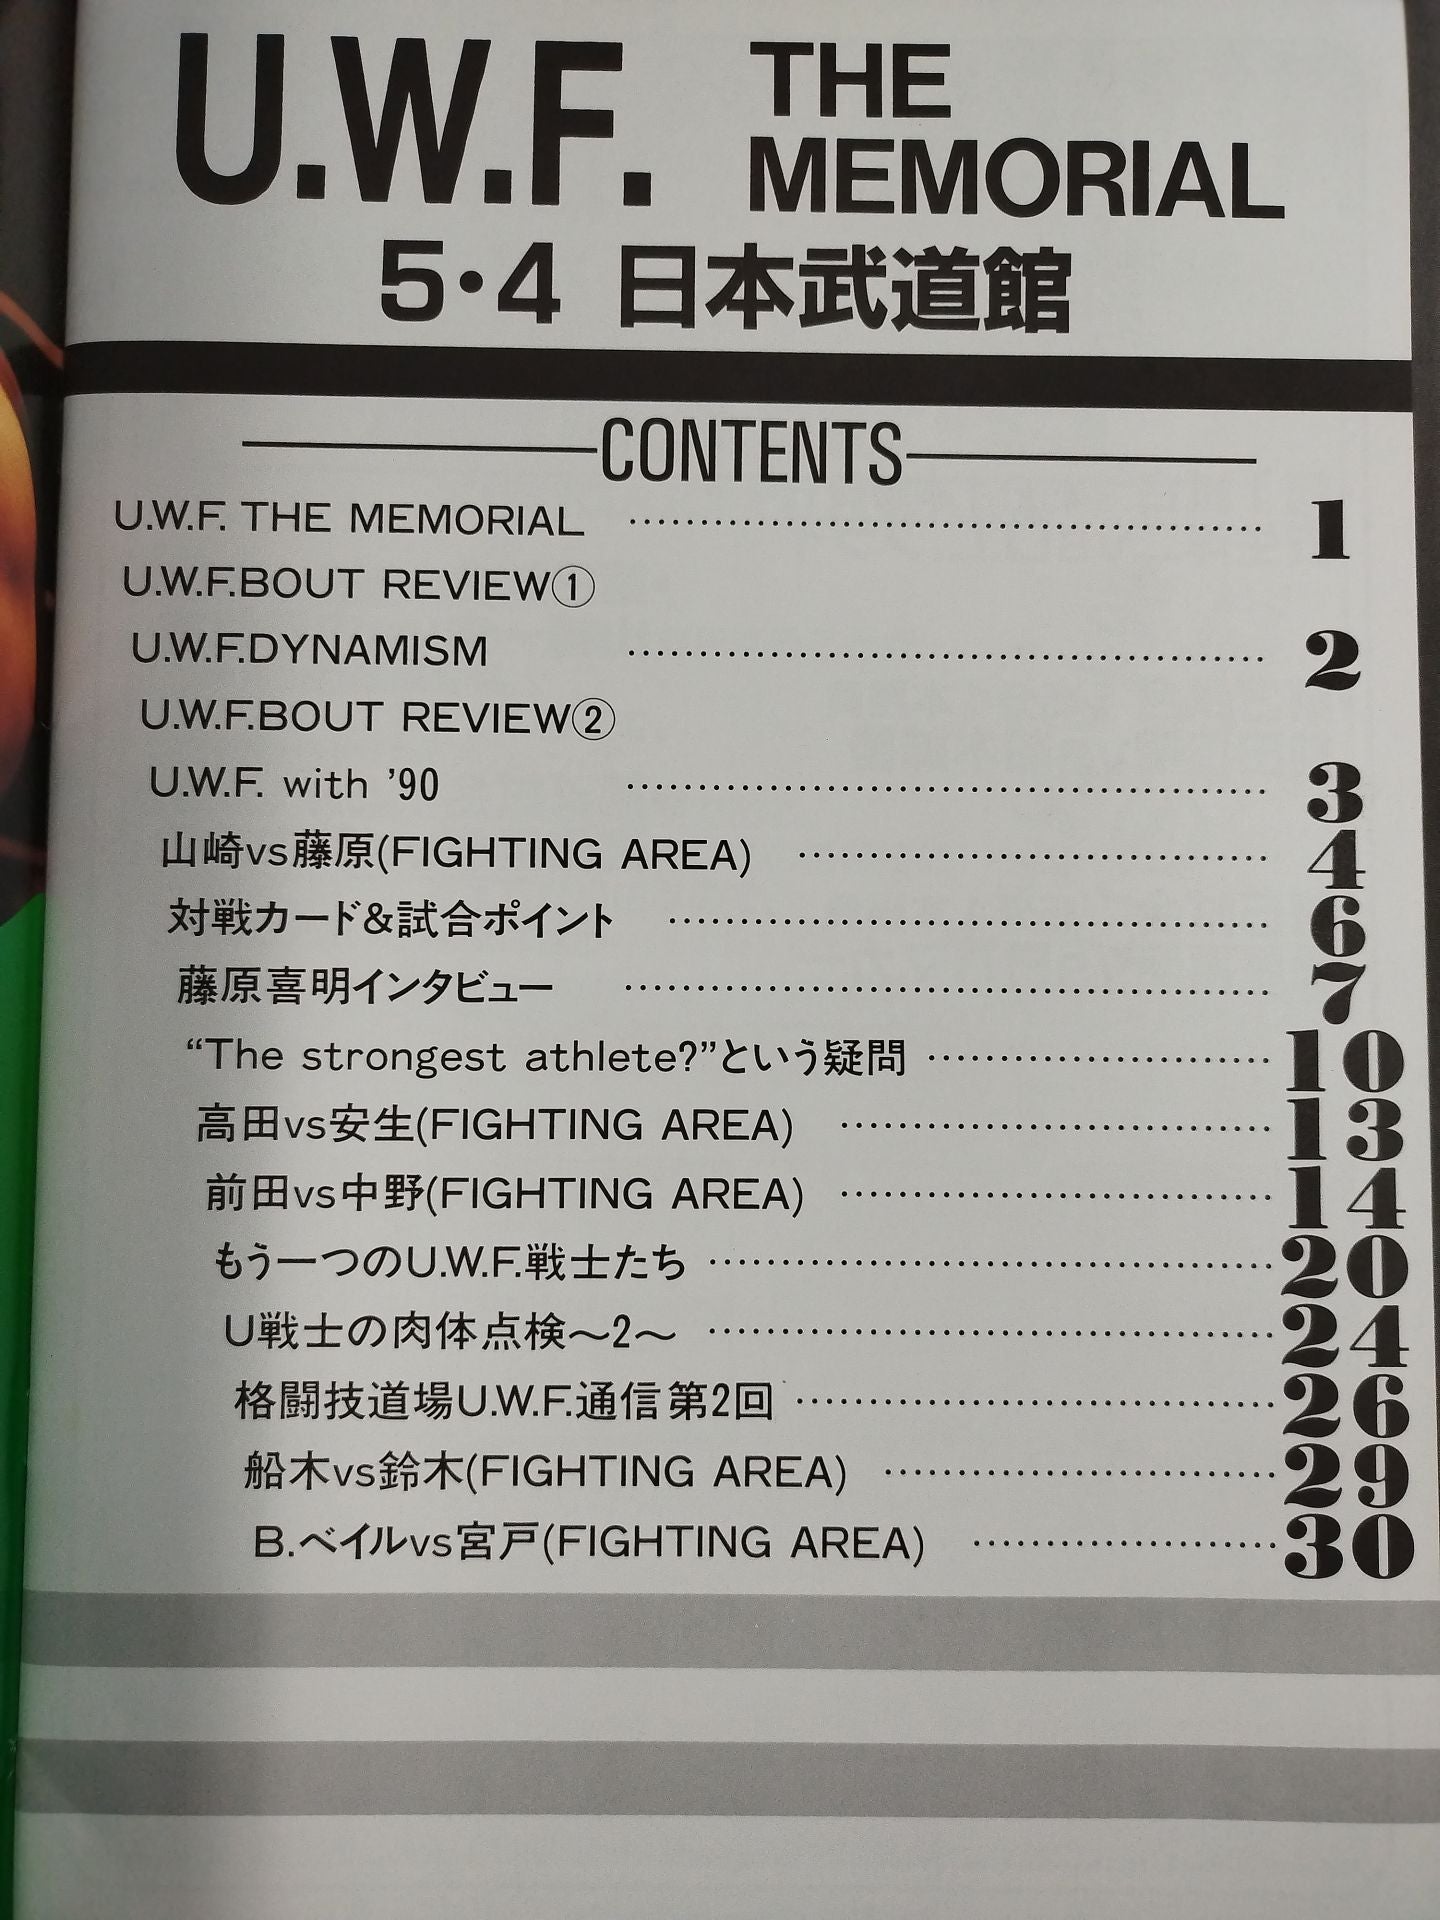 U.W.F. THE MEMORIAL
5・4 日本武道館
CONTENTS
U.W.F. THE MEMORIAL ……………………………… 1
U.W.F.BOUT REVIEW①
U.W.F.DYNAMISM ……………………………… 2
U.W.F.BOUT REVIEW②
U.W.F. with '90 ……………………………… 3
山崎vs藤原(FIGHTING AREA) ……………………… 4
対戦カード&試合ポイント …………………………… 6
藤原喜明インタビュー ……………………………… 7
“The strongest athlete?”という疑問 ……………… 10
高田vs安生(FIGHTING AREA) …………………… 13
前田vs中野(FIGHTING AREA) …………………… 14
もう一つのU.W.F.戦士たち ………………………… 20
U戦士の肉体点検〜2〜 ………………………… 24
格闘技道場U.W.F.通信第2回 ……………………… 26
船木vs鈴木(FIGHTING AREA) ………………… 29
B.ベイルvs宮戸(FIGHTING AREA) …………… 30